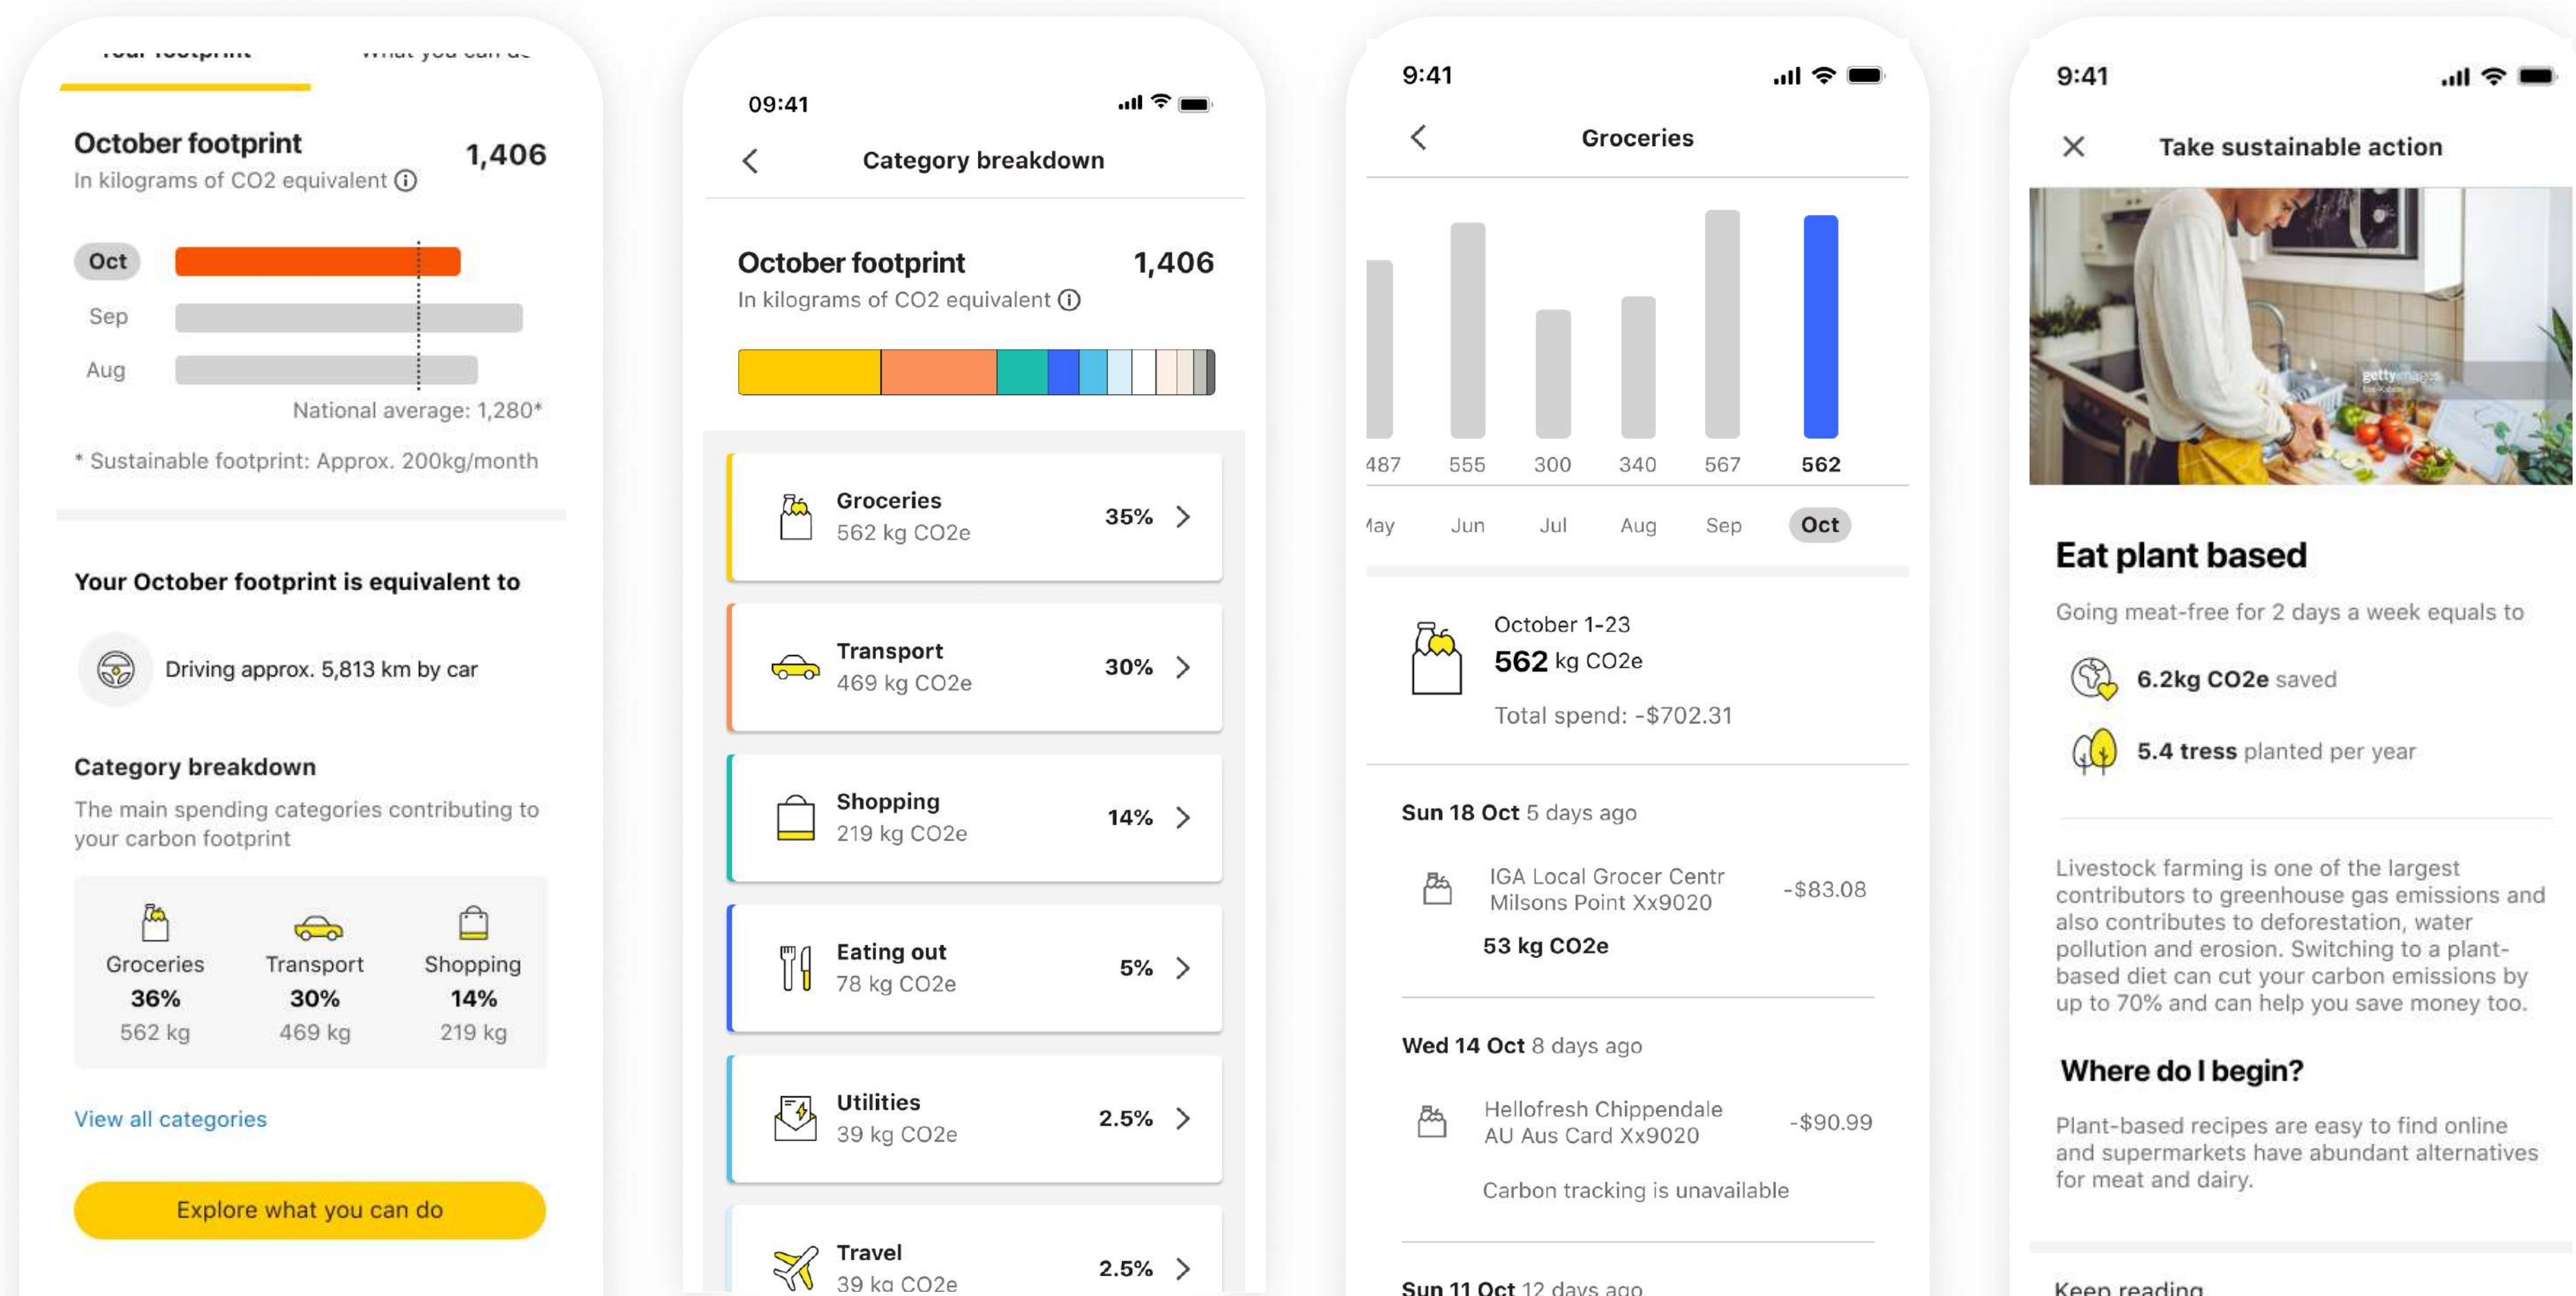 Your footprint
What you can do
October footprint
1,406
In kilograms of CO2 equivalent
Oct
Sep
Aug
National average: 1,280*
* Sustainable footprint: Approx. 200kg/month
Your October footprint is equivalent to
Driving approx. 5,813 km by car
Category breakdown
The main spending categories contributing to
your carbon footprint
Groceries
36%
562 kg
Transport
30%
469 kg
Shopping
14%
219 kg
View all categories
Explore what you can do
09:41
Category breakdown
October footprint
1,406
In kilograms of CO2 equivalent
Groceries
562 kg CO2e
35%
Transport
469 kg CO2e
30%
Shopping
219 kg CO2e
14%
Eating out
78 kg CO2e
5%
Utilities
39 kg CO2e
2.5%
Travel
39 kg CO2e
2.5%
9:41
Groceries
487 555 300 340 567 562
May Jun Jul Aug Sep Oct
October 1-23
562 kg CO2e
Total spend: -$702.31
Sun 18 Oct 5 days ago
IGA Local Grocer Centr
Milsons Point Xx9020
-$83.08
53 kg CO2e
Wed 14 Oct 8 days ago
Hellofresh Chippendale
AU Aus Card Xx9020
-$90.99
Carbon tracking is unavailable
Sun 11 Oct 12 days ago
9:41
Take sustainable action
gettyimages
Eat plant based
Going meat-free for 2 days a week equals to
6.2kg CO2e saved
5.4 tress planted per year
Livestock farming is one of the largest
contributors to greenhouse gas emissions and
also contributes to deforestation, water
pollution and erosion. Switching to a plant-
based diet can cut your carbon emissions by
up to 70% and can help you save money too.
Where do I begin?
Plant-based recipes are easy to find online
and supermarkets have abundant alternatives
for meat and dairy.
Keep reading